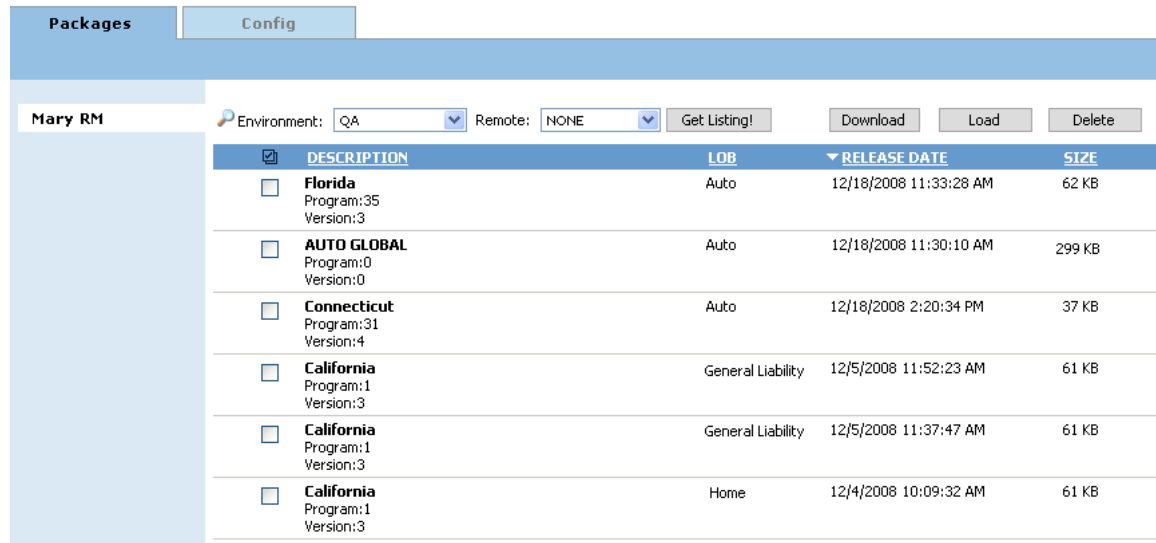 Packages Config
Mary RM Environment: QA Remote: NONE Get Listing! Download Load Delete
DESCRIPTION LOB RELEASE DATE SIZE
Florida Auto 12/18/2008 11:33:28 AM 62 KB
Program:35
Version:3
AUTO GLOBAL Auto 12/18/2008 11:30:10 AM 299 KB
Program:0
Version:0
Connecticut Auto 12/18/2008 2:20:34 PM 37 KB
Program:31
Version:4
California General Liability 12/5/2008 11:52:23 AM 61 KB
Program:1
Version:3
California General Liability 12/5/2008 11:37:47 AM 61 KB
Program:1
Version:3
California Home 12/4/2008 10:09:32 AM 61 KB
Program:1
Version:3